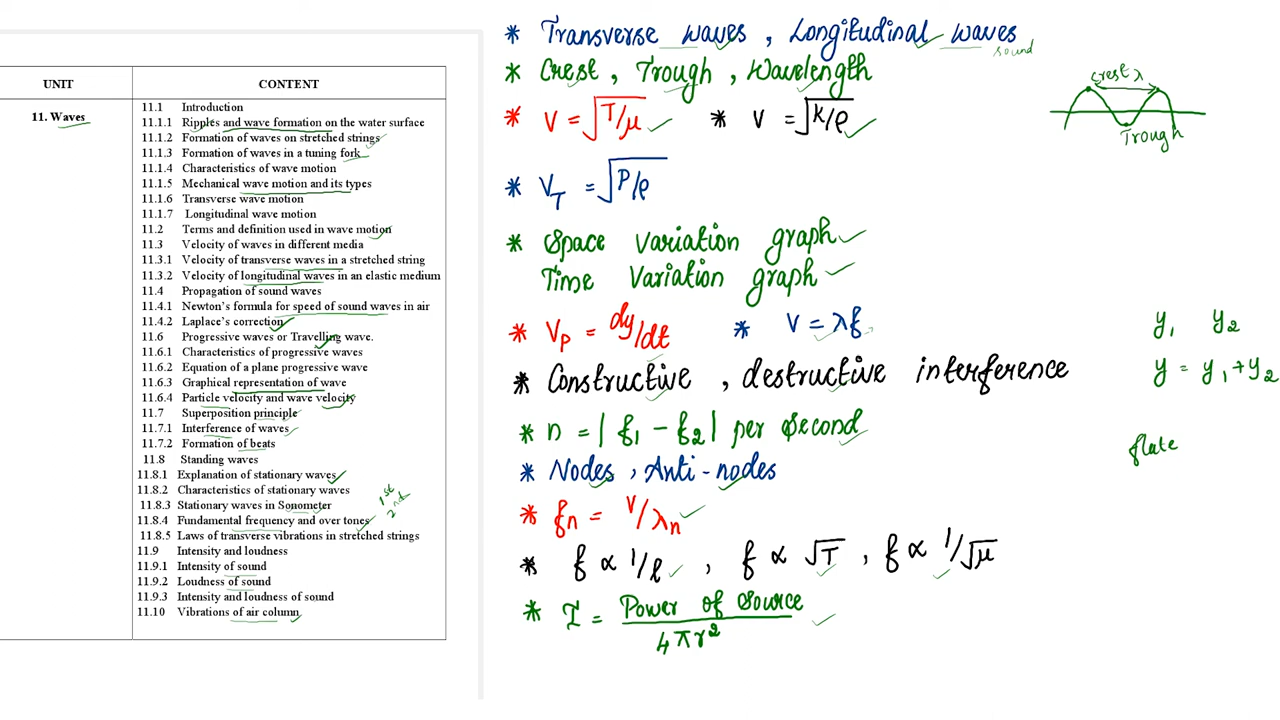 UNIT CONTENT
11. Waves
11.1 Introduction
11.1.1 Ripples and wave formation on the water surface
11.1.2 Formation of waves on stretched strings
11.1.3 Formation of waves in a tuning fork
11.1.4 Characteristics of wave motion
11.1.5 Mechanical wave motion and its types
11.1.6 Transverse wave motion
11.1.7 Longitudinal wave motion
11.2 Terms and definition used in wave motion
11.3 Velocity of waves in different media
11.3.1 Velocity of transverse waves in a stretched string
11.3.2 Velocity of longitudinal waves in an elastic medium
11.4 Propagation of sound waves
11.4.1 Newton's formula for speed of sound waves in air
11.4.2 Laplace's correction
11.6 Progressive waves or Travelling wave.
11.6.1 Characteristics of progressive waves
11.6.2 Equation of a plane progressive wave
11.6.3 Graphical representation of wave
11.6.4 Particle velocity and wave velocity
11.7 Superposition principle
11.7.1 Interference of waves
11.7.2 Formation of beats
11.8 Standing waves
11.8.1 Explanation of stationary waves
11.8.2 Characteristics of stationary waves
11.8.3 Stationary waves in Sonometer
11.8.4 Fundamental frequency and over tones
1st
2nd
11.8.5 Laws of transverse vibrations in stretched strings
11.9 Intensity and loudness
11.9.1 Intensity of sound
11.9.2 Loudness of sound
11.9.3 Intensity and loudness of sound
11.10 Vibrations of air column
* Transverse waves, Longitudinal waves
sound
* Crest, Trough, Wavelength
* V = √T/μ * V = √K/ρ
* V_T = √P/ρ
* Space Variation graph
Time Variation graph
* V_P = dy/dt * V = λf
* Constructive, destructive interference
* n = | f₁ - f₂ | per second
* Nodes, Anti-nodes
* fn = V/λn
* f ∝ 1/l, f ∝ √T, f ∝ 1/√μ
* I = Power of Source
4πr²
Crest λ
Trough
y₁ y₂
y = y₁ + y₂
flute